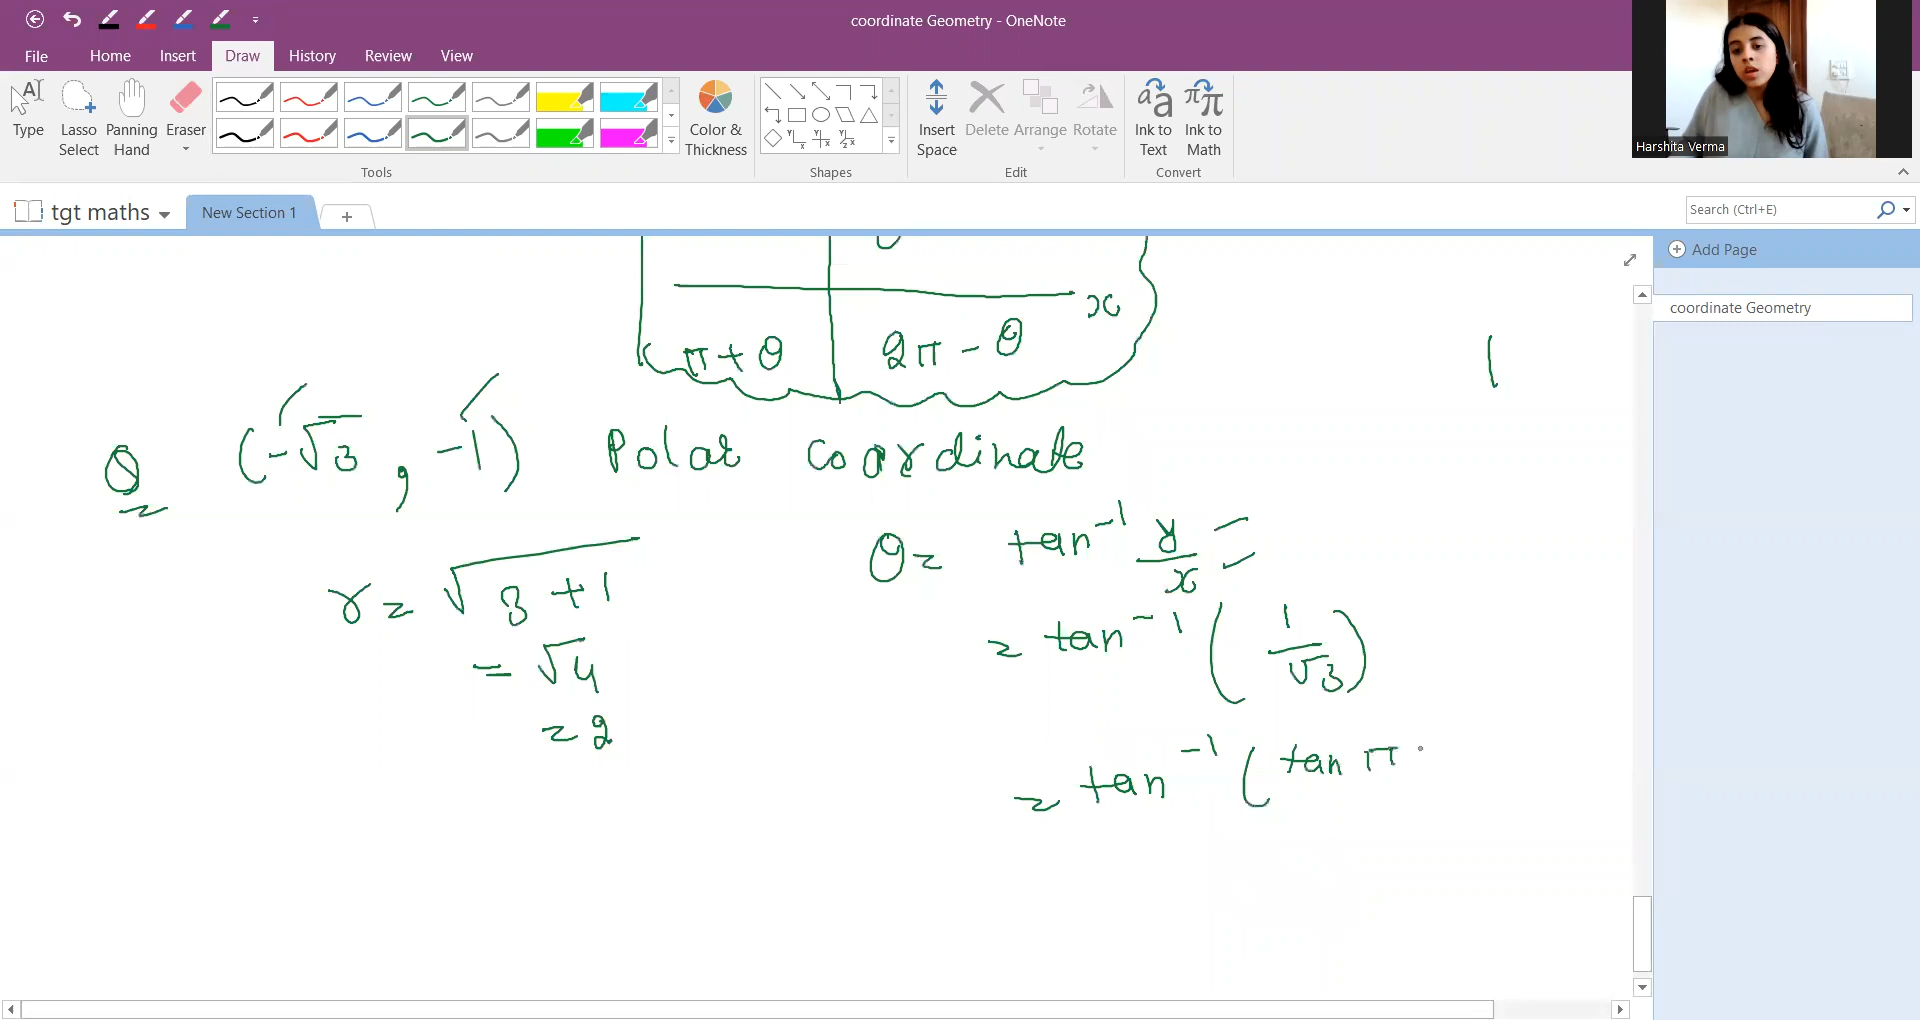 coordinate Geometry - OneNote
File Home Insert Draw History Review View
Type Lasso Select Panning Hand Eraser Color & Thickness Insert Space Delete Arrange Rotate Ink to Text Ink to Math
Tools Shapes Edit Convert
Harshita Verma
tgt maths New Section 1 +
Search (Ctrl+E)
Add Page
coordinate Geometry
θ
x
π + θ 2π - θ
1
Q (-√3, -1) Polar Coordinate
θ = tan⁻¹ y/x =
r = √3+1
= tan⁻¹ (1/√3)
= √4
= 2
= tan⁻¹ (tan π